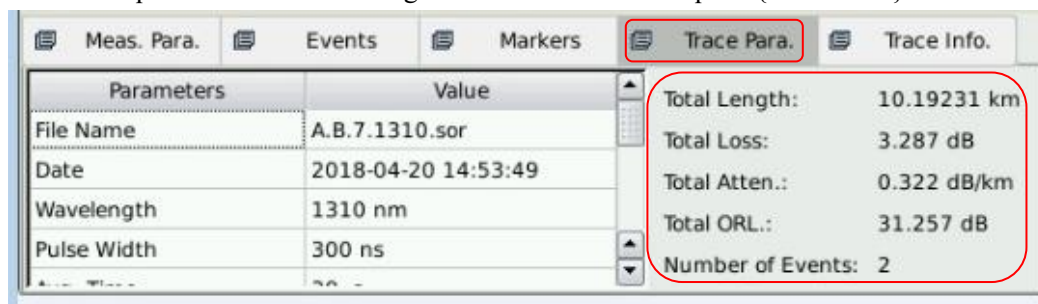 Meas. Para. Events Markers Trace Para. Trace Info.
Parameters Value
File Name A.B.7.1310.sor
Date 2018-04-20 14:53:49
Wavelength 1310 nm
Pulse Width 300 ns
Total Length: 10.19231 km
Total Loss: 3.287 dB
Total Atten.: 0.322 dB/km
Total ORL.: 31.257 dB
Number of Events: 2